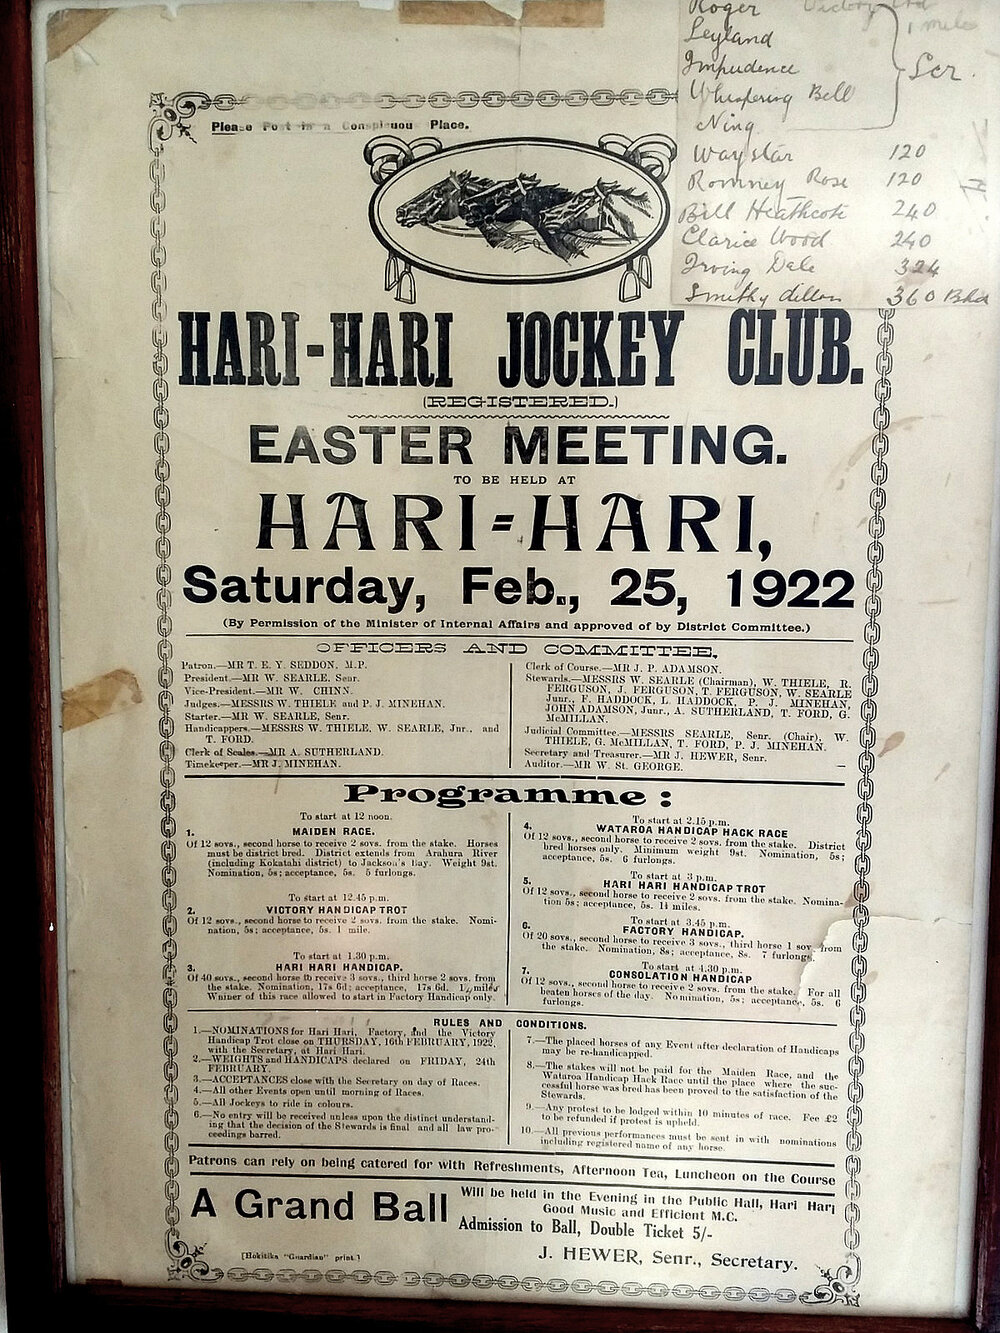 Roger Victory Trot
Leyland 1 mile
Impudence
Whispering Bell
Scr.
Ning
Waystar 120
Romney Rose 120
Bill Heathcote 240
Clarice Wood 240
Irving Dale 324
Smithy dillon 360 Bhd
Please Post in a Conspicuous Place.
HARI-HARI JOCKEY CLUB.
(REGISTERED.)
EASTER MEETING.
TO BE HELD AT
HARI-HARI,
Saturday, Feb., 25, 1922
(By Permission of the Minister of Internal Affairs and approved of by District Committee.)
OFFICERS AND COMMITTEE.
Patron.—MR T. E. Y. SEDDON, M.P.
President.—MR W. SEARLE, Senr.
Vice-President.—MR W. CHINN.
Judges.—MESSRS W. THIELE and P. J. MINEHAN.
Starter.—MR W. SEARLE, Senr.
Handicappers.—MESSRS W. THIELE, W. SEARLE, Jnr., and
T. FORD.
Clerk of Scales.—MR A. SUTHERLAND.
Timekeeper.—MR J. MINEHAN.
Clerk of Course.—MR J. P. ADAMSON.
Stewards.—MESSRS W. SEARLE (Chairman), W. THIELE, R.
FERGUSON, J. FERGUSON, T. FERGUSON, W. SEARLE
Junr., F. HADDOCK, L. HADDOCK, P. J. MINEHAN,
JOHN ADAMSON, Junr., A. SUTHERLAND, T. FORD, G.
McMILLAN.
Judicial Committee.—MESSRS SEARLE, Senr. (Chair), W.
THIELE, G. McMILLAN, T. FORD, P. J. MINEHAN.
Secretary and Treasurer.—MR J. HEWER, Senr.
Auditor.—MR W. St. GEORGE.
Programme:
To start at 12 noon.
1. MAIDEN RACE.
Of 12 sovs., second horse to receive 2 sovs. from the stake. Horses
must be district bred. District extends from Arahura River
(including Kokatahi district) to Jackson's Bay. Weight 9st.
Nomination, 5s; acceptance, 5s. 5 furlongs.
To start at 12.45 p.m.
2. VICTORY HANDICAP TROT
Of 12 sovs., second horse to receive 2 sovs. from the stake. Nomi-
nation, 5s; acceptance, 5s. 1 mile.
To start at 1.30 p.m.
3. HARI HARI HANDICAP.
Of 40 sovs., second horse to receive 3 sovs., third horse 2 sovs. from
the stake. Nomination, 17s 6d; acceptance, 17s 6d. 1¼ miles
Winner of this race allowed to start in Factory Handicap only.
To start at 2.15 p.m.
4. WATAROA HANDICAP HACK RACE
Of 12 sovs., second horse to receive 2 sovs. from the stake. District
bred horses only. Minimum weight 9st. Nomination, 5s;
acceptance, 5s. 6 furlongs.
To start at 3 p.m.
5. HARI HARI HANDICAP TROT
Of 12 sovs., second horse to receive 2 sovs. from the stake. Nomina-
tion 5s; acceptance, 5s. 1½ miles.
To start at 3.45 p.m.
6. FACTORY HANDICAP.
Of 20 sovs., second horse to receive 3 sovs., third horse 1 sov from
the stake. Nomination, 8s; acceptance, 8s. 7 furlongs.
To start at 4.30 p.m.
7. CONSOLATION HANDICAP
Of 12 sovs., second horse to receive 2 sovs. from the stake. For all
beaten horses of the day. Nomination, 5s; acceptance, 5s. 6
furlongs.
RULES AND CONDITIONS.
1.—NOMINATIONS for Hari Hari, Factory, and the Victory
Handicap Trot close on THURSDAY, 16th FEBRUARY, 1922,
with the Secretary, at Hari Hari.
2.—WEIGHTS and HANDICAPS declared on FRIDAY, 24th
FEBRUARY.
3.—ACCEPTANCES close with the Secretary on day of Races.
4.—All other Events open until morning of Races.
5.—All Jockeys to ride in colours.
6.—No entry will be received unless upon the distinct understand-
ing that the decision of the Stewards is final and all law pro-
ceedings barred.
7.—The placed horses of any Event after declaration of Handicaps
may be re-handicapped.
8.—The stakes will not be paid for the Maiden Race, and the
Wataroa Handicap Hack Race until the place where the suc-
cessful horse was bred has been proved to the satisfaction of the
Stewards.
9.—Any protest to be lodged within 10 minutes of race. Fee £2
to be refunded if protest is upheld.
10.—All previous performances must be sent in with nominations
including registered name of any horse.
Patrons can rely on being catered for with Refreshments, Afternoon Tea, Luncheon on the Course
A Grand Ball
Will be held in the Evening in the Public Hall, Hari Hari
Good Music and Efficient M.C.
Admission to Ball, Double Ticket 5/-
J. HEWER, Senr., Secretary.
[Hokitika "Guardian" print.]